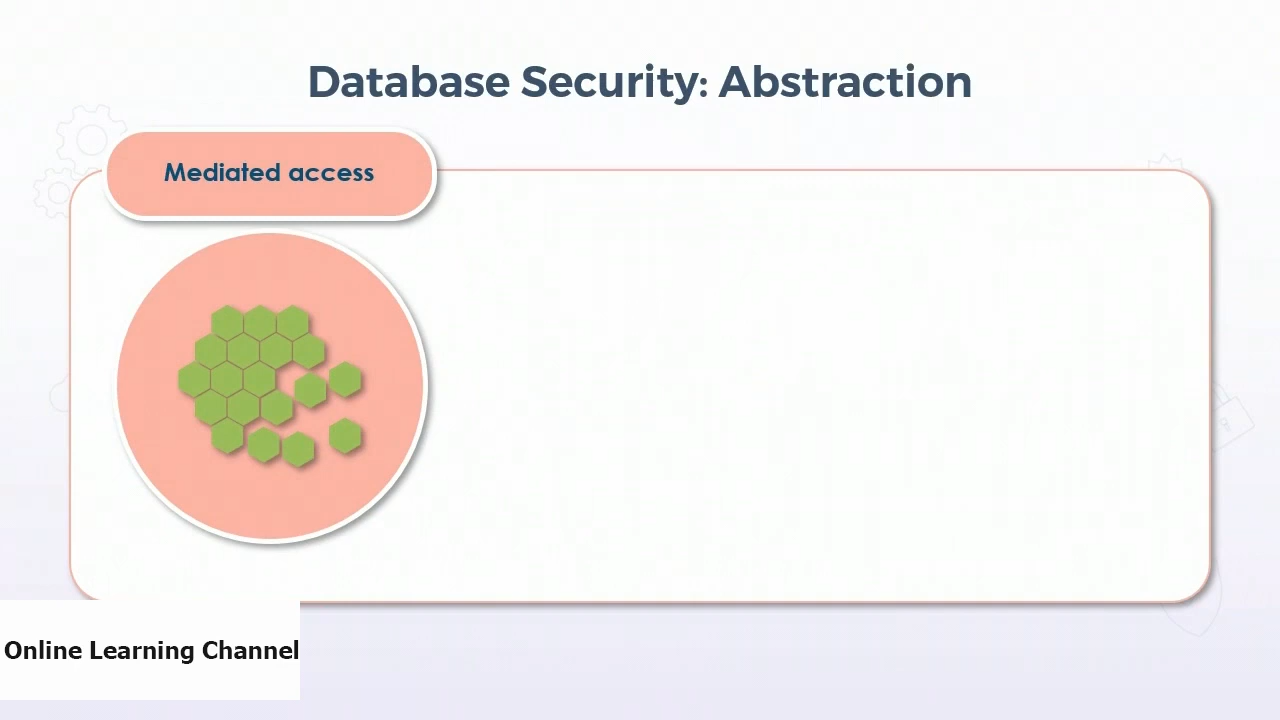 Database Security: Abstraction
Mediated access
Online Learning Channel